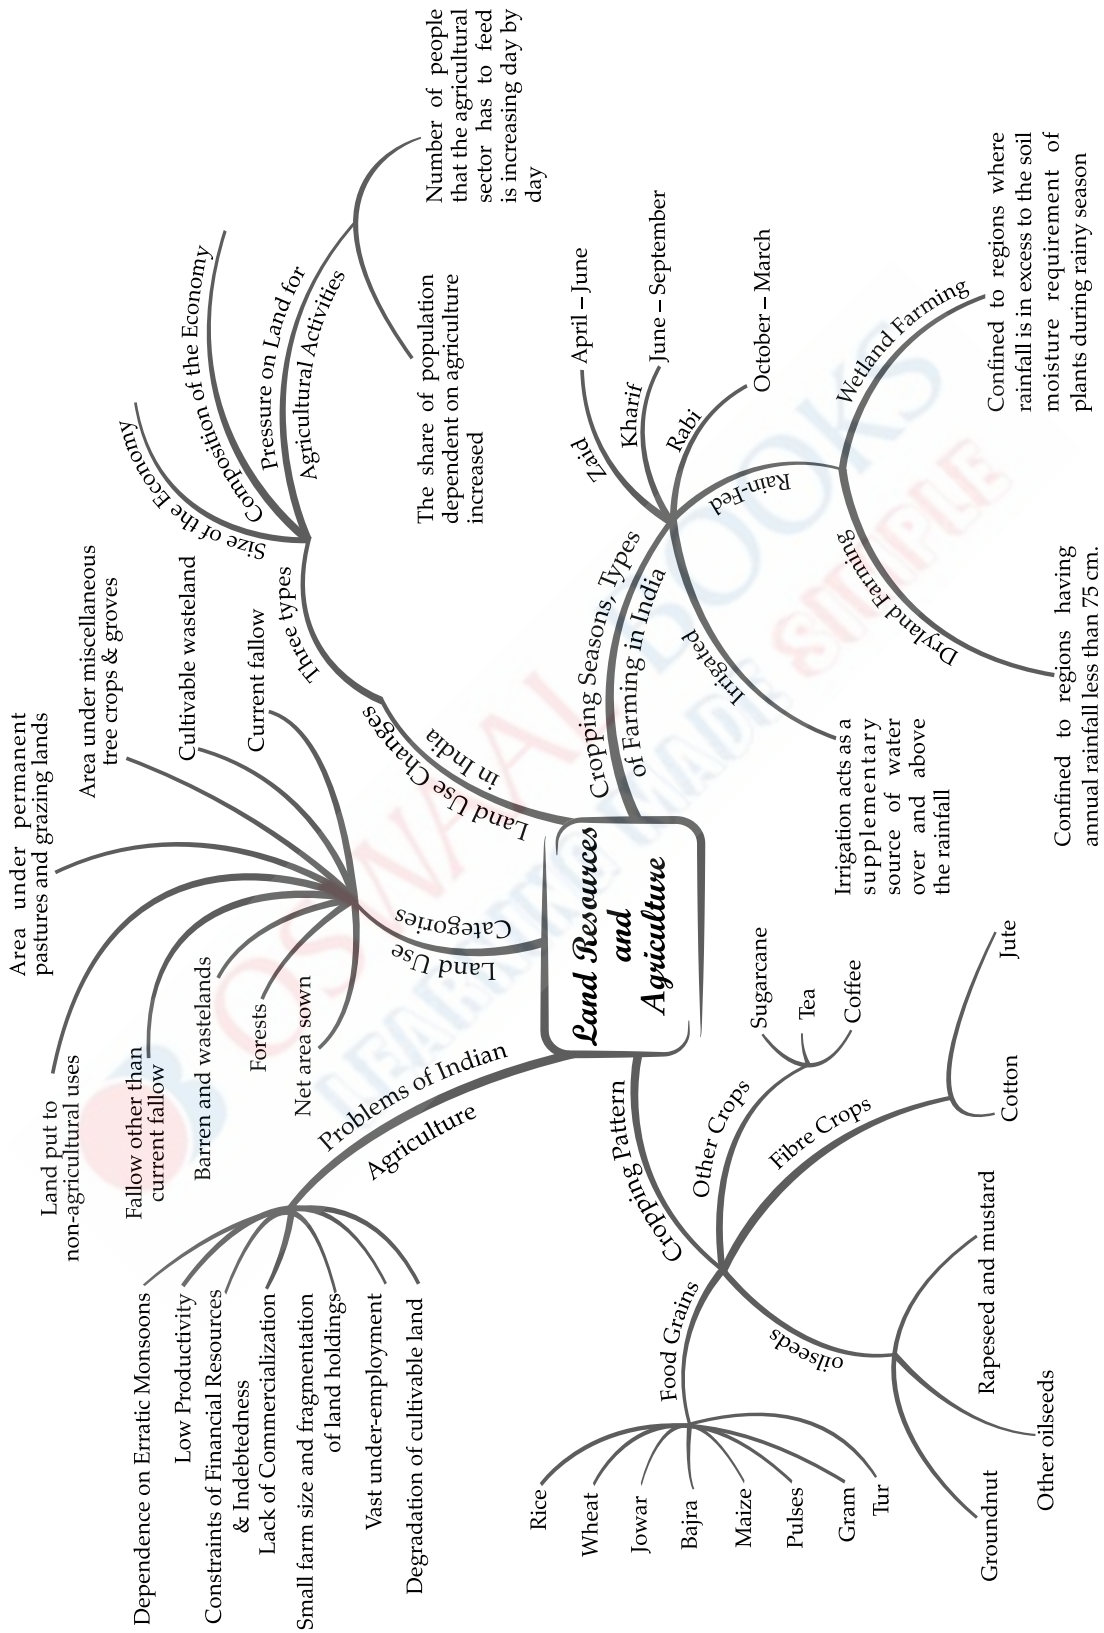 Land Resources
and
Agriculture
Problems of Indian
Agriculture
Dependence on Erratic Monsoons
Low Productivity
Constraints of Financial Resources
& Indebtedness
Lack of Commercialization
Small farm size and fragmentation
of land holdings
Vast under-employment
Degradation of cultivable land
Land Use
Categories
Land put to
non-agricultural uses
Fallow other than
current fallow
Barren and wastelands
Forests
Net area sown
Area under permanent
pastures and grazing lands
Area under miscellaneous
tree crops & groves
Cultivable wasteland
Current fallow
Land Use Changes
in India
Three types
Size of the Economy
Composition of the Economy
Pressure on Land for
Agricultural Activities
The share of population
dependent on agriculture
increased
Number of people
that the agricultural
sector has to feed
is increasing day by
day
Cropping Seasons, Types
of Farming in India
Zaid
April – June
Kharif
June – September
Rabi
October – March
Rain-Fed
Wetland Farming
Confined to regions where
rainfall is in excess to the soil
moisture requirement of
plants during rainy season
Dryland Farming
Confined to regions having
annual rainfall less than 75 cm.
Irrigated
Irrigation acts as a
supplementary
source of water
over and above
the rainfall
Cropping Pattern
Food Grains
Rice
Wheat
Jowar
Bajra
Maize
Pulses
Gram
Tur
oilseeds
Groundnut
Other oilseeds
Rapeseed and mustard
Fibre Crops
Cotton
Jute
Other Crops
Sugarcane
Tea
Coffee
OSWAAL BOOKS
LEARNING MADE SIMPLE